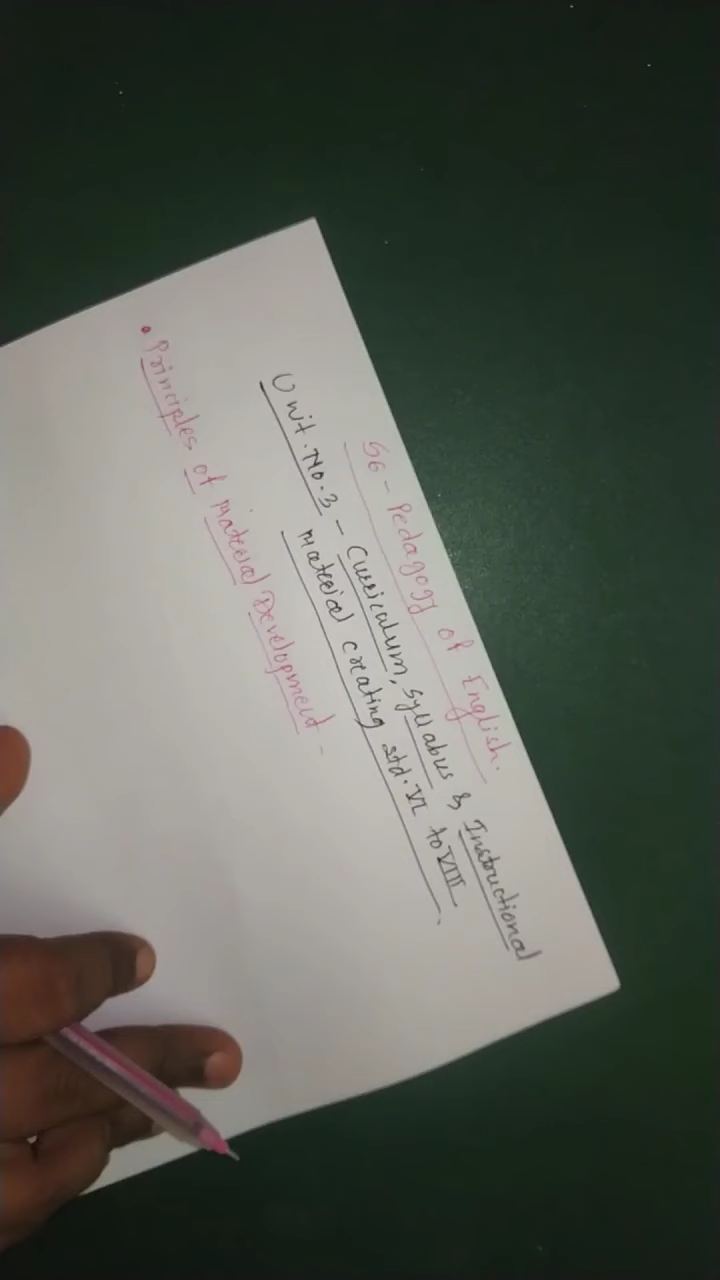 S6 - Pedagogy of English.
Unit.No.3 - Curriculum, Syllabus & Instructional
Material creating std.VI to VIII.
• Principles of Material Development -